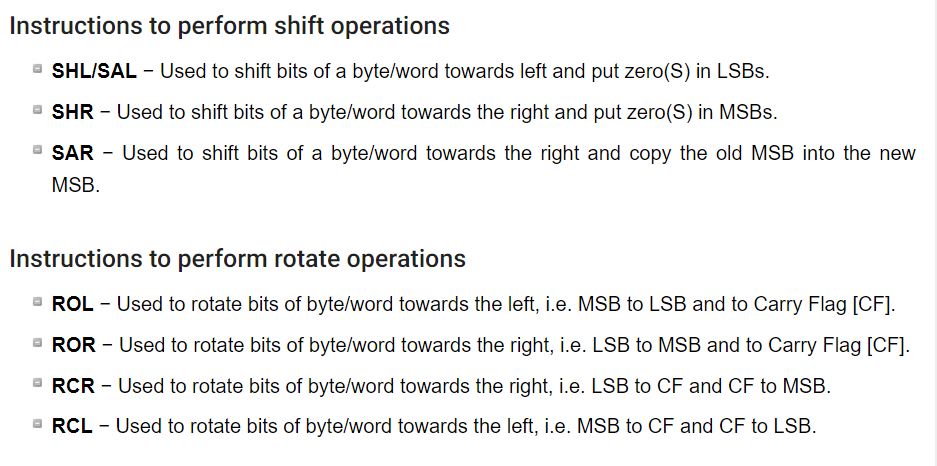 Instructions to perform shift operations
SHL/SAL − Used to shift bits of a byte/word towards left and put zero(S) in LSBs.
SHR − Used to shift bits of a byte/word towards the right and put zero(S) in MSBs.
SAR − Used to shift bits of a byte/word towards the right and copy the old MSB into the new
MSB.
Instructions to perform rotate operations
ROL − Used to rotate bits of byte/word towards the left, i.e. MSB to LSB and to Carry Flag [CF].
ROR − Used to rotate bits of byte/word towards the right, i.e. LSB to MSB and to Carry Flag [CF].
RCR − Used to rotate bits of byte/word towards the right, i.e. LSB to CF and CF to MSB.
RCL − Used to rotate bits of byte/word towards the left, i.e. MSB to CF and CF to LSB.